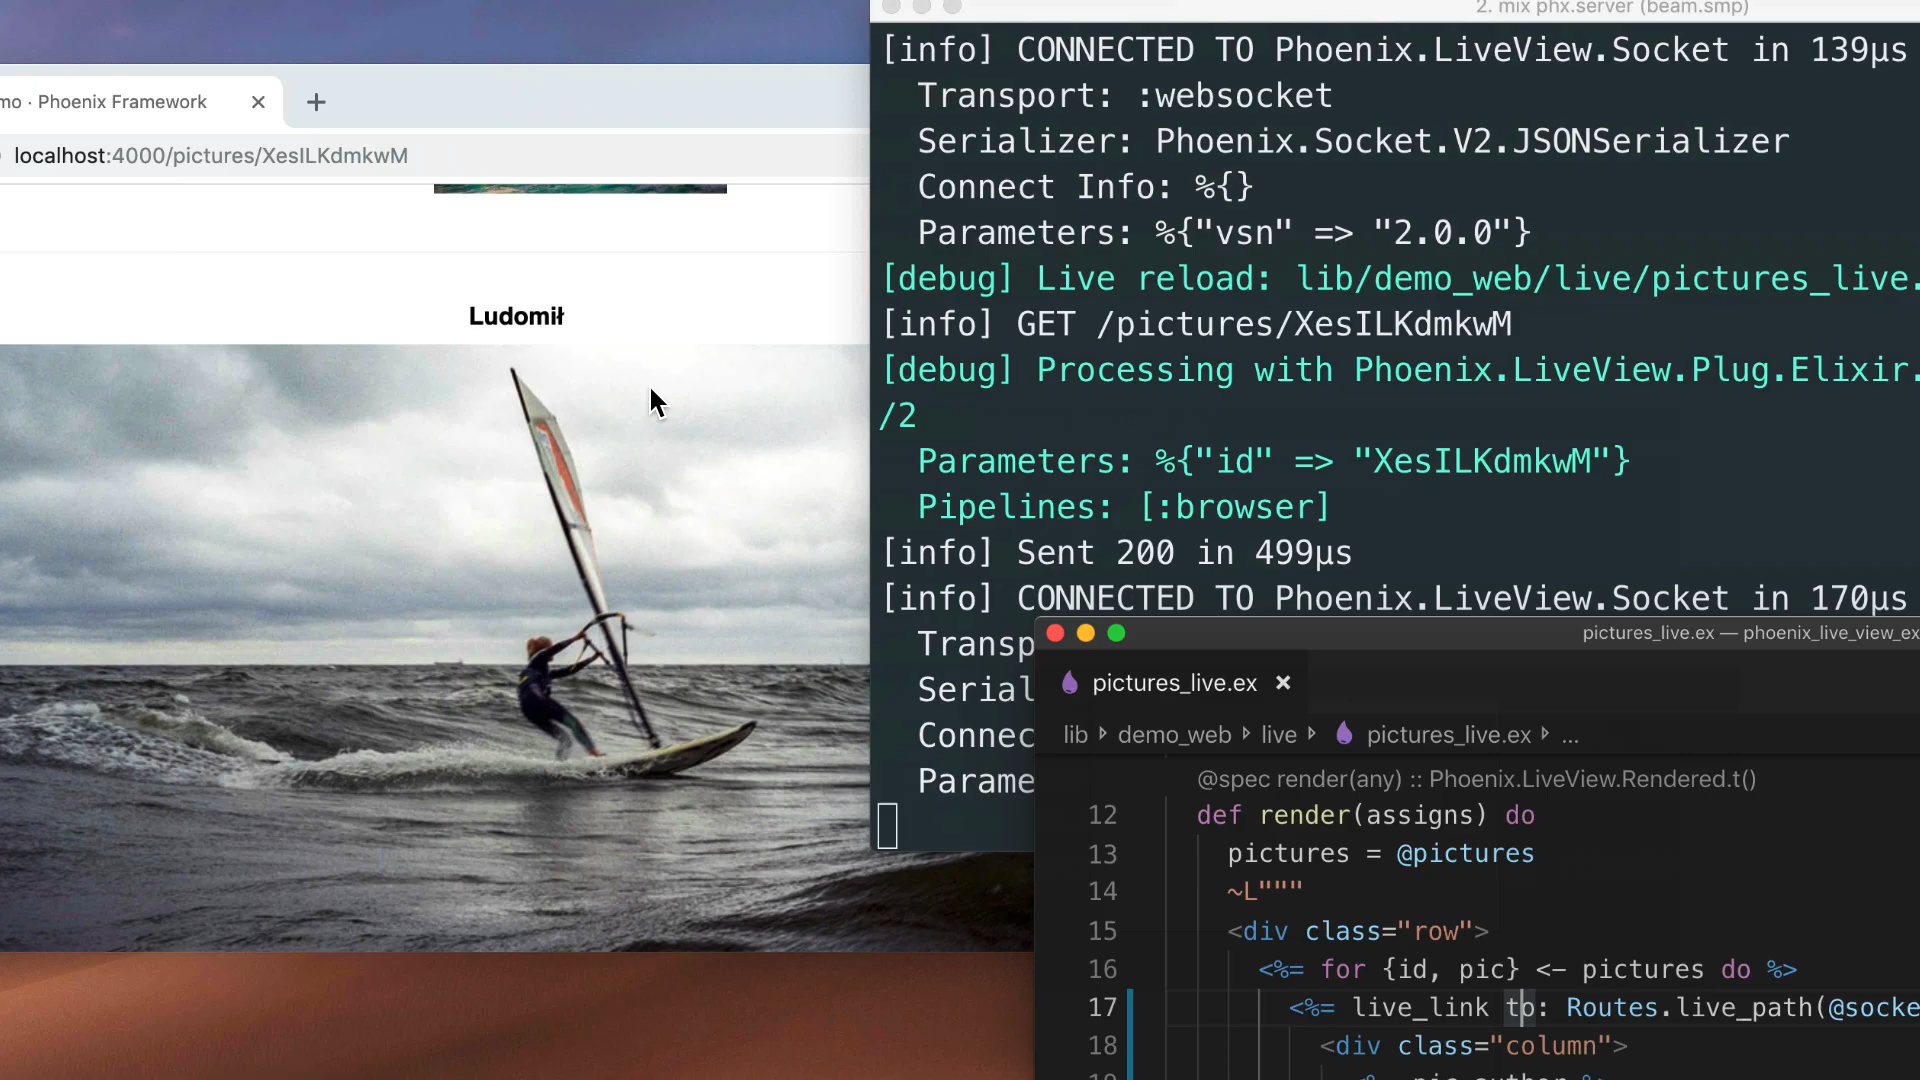 mo · Phoenix Framework
localhost:4000/pictures/XesILKdmkwM
Ludomił
2. mix phx.server (beam.smp)
[info] CONNECTED TO Phoenix.LiveView.Socket in 139µs
Transport: :websocket
Serializer: Phoenix.Socket.V2.JSONSerializer
Connect Info: %{}
Parameters: %{"vsn" => "2.0.0"}
[debug] Live reload: lib/demo_web/live/pictures_live.
[info] GET /pictures/XesILKdmkwM
[debug] Processing with Phoenix.LiveView.Plug.Elixir.
/2
Parameters: %{"id" => "XesILKdmkwM"}
Pipelines: [:browser]
[info] Sent 200 in 499µs
[info] CONNECTED TO Phoenix.LiveView.Socket in 170µs
Transp
Serial
Connec
Parame
pictures_live.ex — phoenix_live_view_ex
pictures_live.ex
lib demo_web live pictures_live.ex ...
@spec render(any) :: Phoenix.LiveView.Rendered.t()
12 def render(assigns) do
13 pictures = @pictures
14 ~L"""
15 <div class="row">
16 <%= for {id, pic} <- pictures do %>
17 <%= live_link to: Routes.live_path(@socke
18 <div class="column">